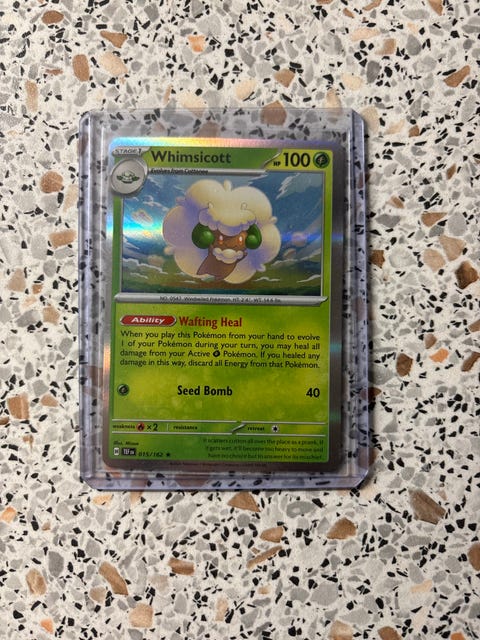 STAGE 1
Whimsicott
HP 100
Evolves from Cottonee
NO. 0547 Windveiled Pokémon HT: 2'4" WT: 14.6 lbs.
Ability Wafting Heal
When you play this Pokémon from your hand to evolve
1 of your Pokémon during your turn, you may heal all
damage from your Active Pokémon. If you healed any
damage in this way, discard all Energy from that Pokémon.
Seed Bomb 40
weakness ×2 resistance retreat
Illus. Minoe
TEF EN 015/162 ★
It scatters cotton all over the place as a prank. If
it gets wet, it'll become too heavy to move and
have no choice but to answer for its mischief.